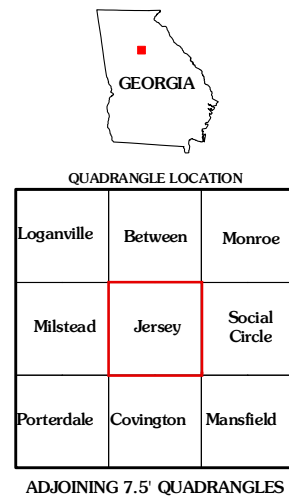 GEORGIA
QUADRANGLE LOCATION
Loganville
Between
Monroe
Milstead
Jersey
Social
Circle
Porterdale
Covington
Mansfield
ADJOINING 7.5' QUADRANGLES